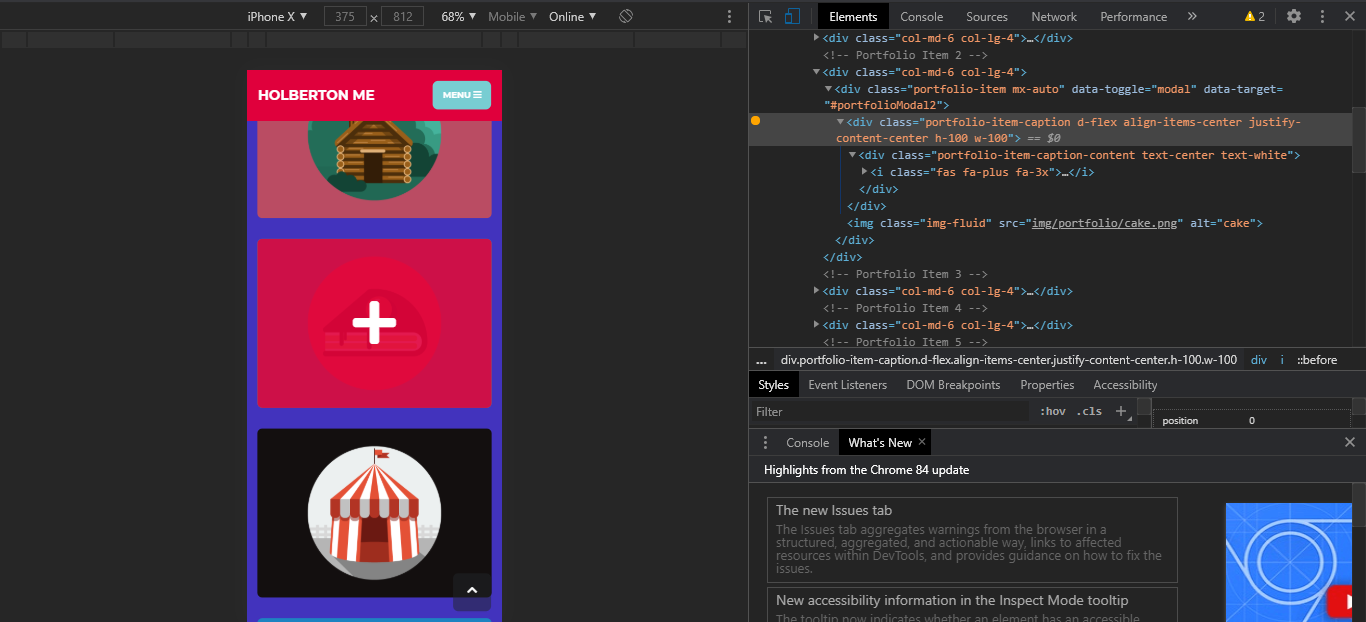 iPhone X ▼ 375 × 812 68% ▼ Mobile ▼ Online ▼
HOLBERTON ME
MENU
Elements Console Sources Network Performance » 2
<div class="col-md-6 col-lg-4">…</div>
<!-- Portfolio Item 2 -->
<div class="col-md-6 col-lg-4">
<div class="portfolio-item mx-auto" data-toggle="modal" data-target=
"#portfolioModal2">
<div class="portfolio-item-caption d-flex align-items-center justify-
content-center h-100 w-100"> == $0
<div class="portfolio-item-caption-content text-center text-white">
<i class="fas fa-plus fa-3x">…</i>
</div>
</div>
<img class="img-fluid" src="img/portfolio/cake.png" alt="cake">
</div>
</div>
<!-- Portfolio Item 3 -->
<div class="col-md-6 col-lg-4">…</div>
<!-- Portfolio Item 4 -->
<div class="col-md-6 col-lg-4">…</div>
<!-- Portfolio Item 5 -->
... div.portfolio-item-caption.d-flex.align-items-center.justify-content-center.h-100.w-100 div i ::before
Styles Event Listeners DOM Breakpoints Properties Accessibility
Filter :hov .cls +
position 0
Console What's New ×
Highlights from the Chrome 84 update
The new Issues tab
The Issues tab aggregates warnings from the browser in a
structured, aggregated, and actionable way, links to affected
resources within DevTools, and provides guidance on how to fix the
issues.
New accessibility information in the Inspect Mode tooltip
The tooltip now indicates whether an element has an accessible